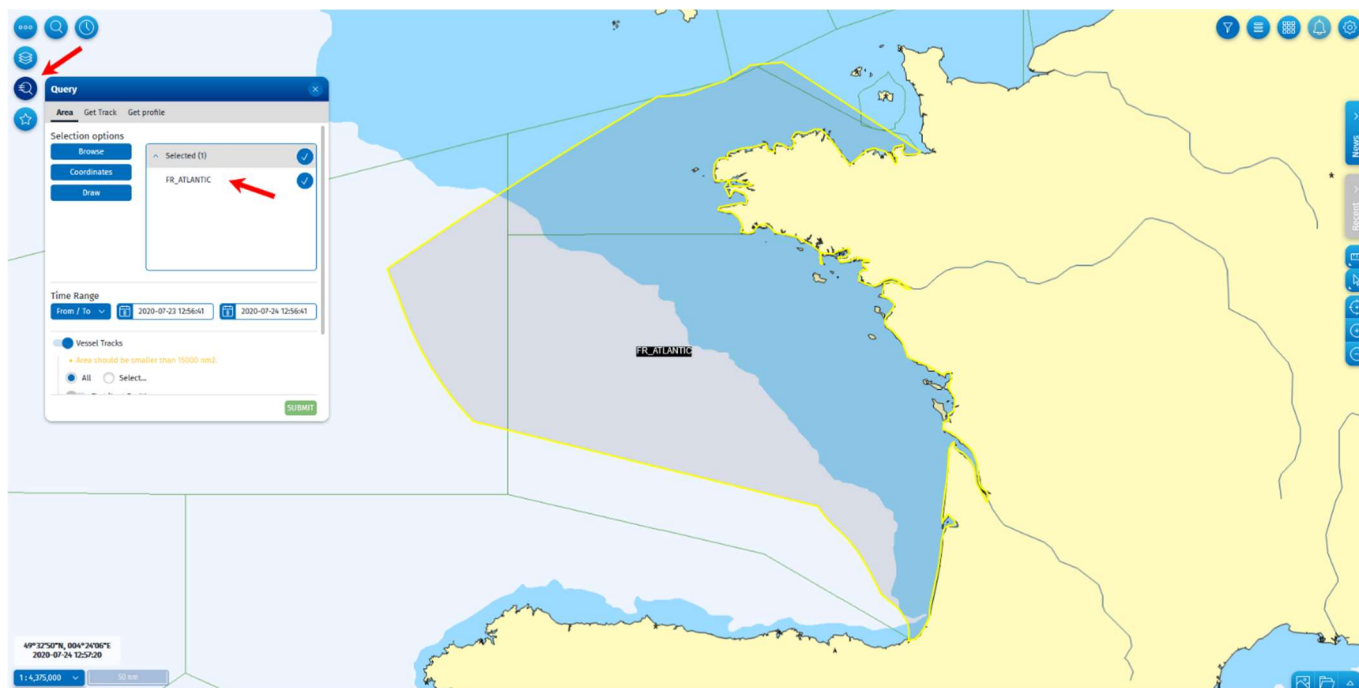 Query
Area Get Track Get profile
Selection options
Browse
Coordinates
Draw
Selected (1)
FR_ATLANTIC
Time Range
From / To
2020-07-23 12:56:41
2020-07-24 12:56:41
Vessel Tracks
Area should be smaller than 15000 nm2.
All Select...
SUBMIT
FR_ATLANTIC
News
Recent
49°32'50"N, 004°24'06"E
2020-07-24 12:57:20
1 : 4,375,000
50 nm